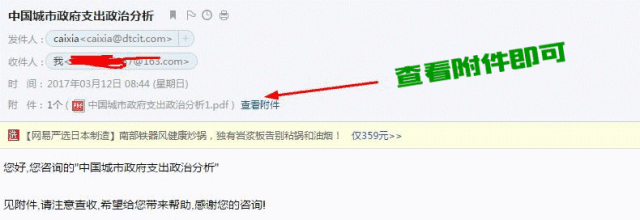 中国城市政府支出政治分析
发件人：caixia<caixia@dtcit.com>
收件人：我 7@163.com>
时　间：2017年03月12日 08:44 (星期日)
附　件：1个 ( 中国城市政府支出政治分析1.pdf) 查看附件
查看附件即可
【网易严选日本制造】南部铁器风健康炒锅，独有岩浆板告别粘锅和油烟！ 仅359元>>
您好,您咨询的"中国城市政府支出政治分析"
见附件,请注意查收,希望给您带来帮助,感谢您的咨询!